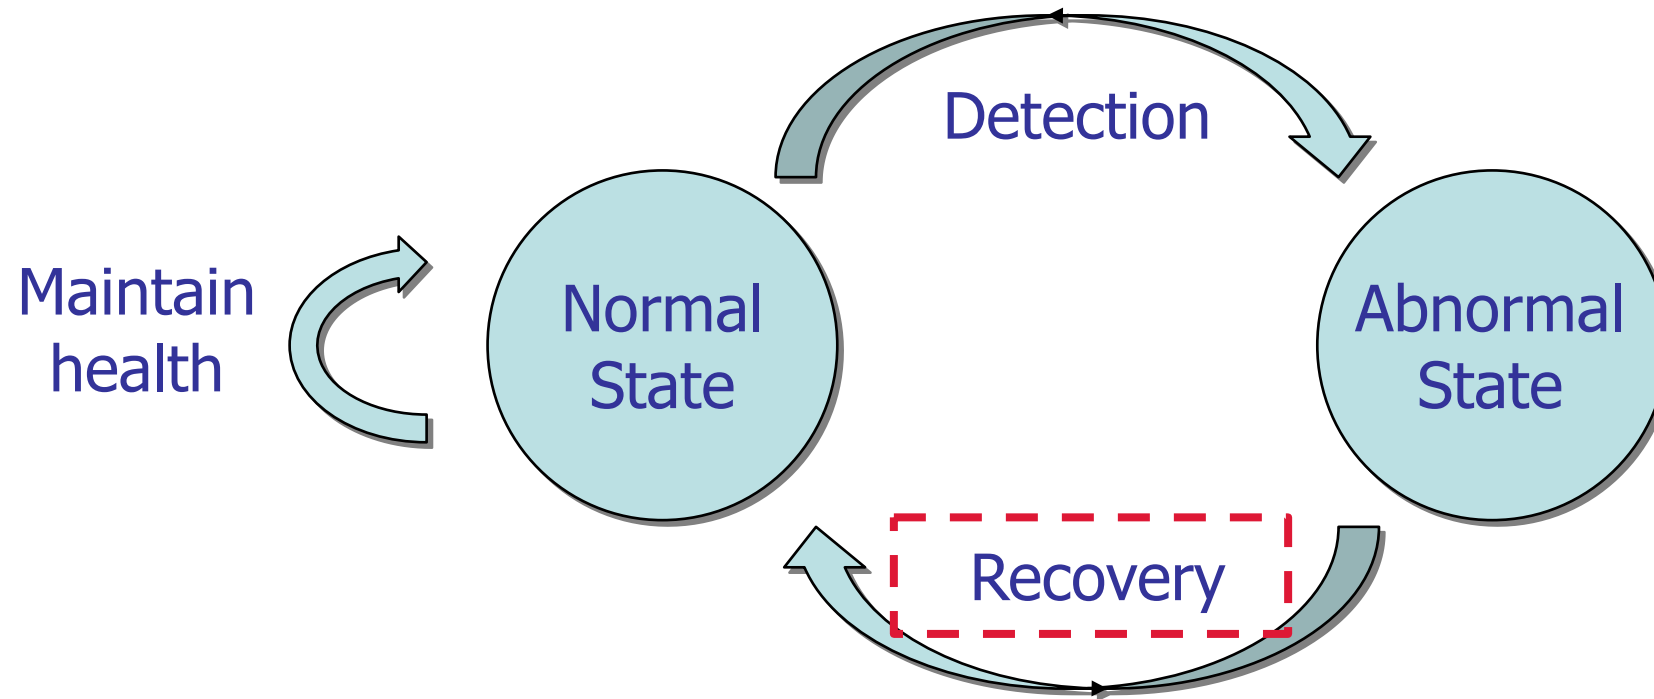 Detection
Maintain
health
Normal
State
Abnormal
State
Recovery